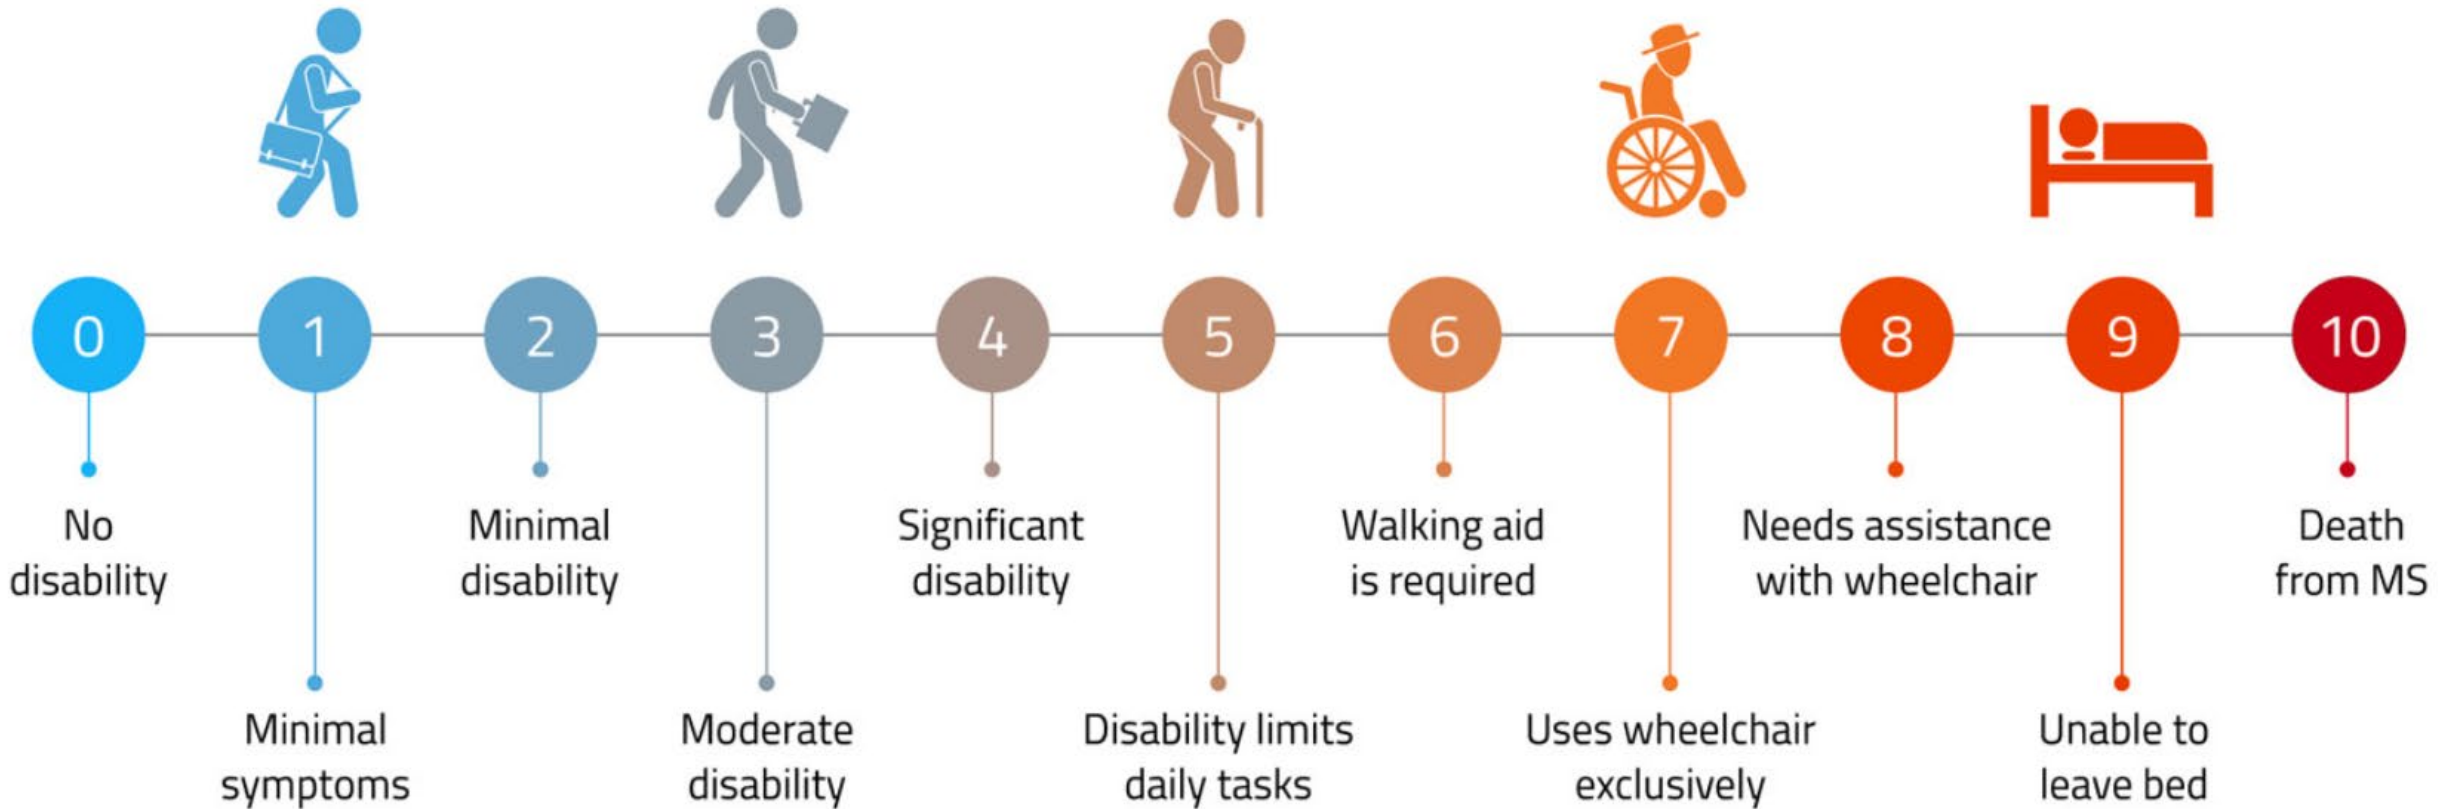 0 1 2 3 4 5 6 7 8 9 10
No
disability
Minimal
symptoms
Minimal
disability
Moderate
disability
Significant
disability
Disability limits
daily tasks
Walking aid
is required
Uses wheelchair
exclusively
Needs assistance
with wheelchair
Unable to
leave bed
Death
from MS